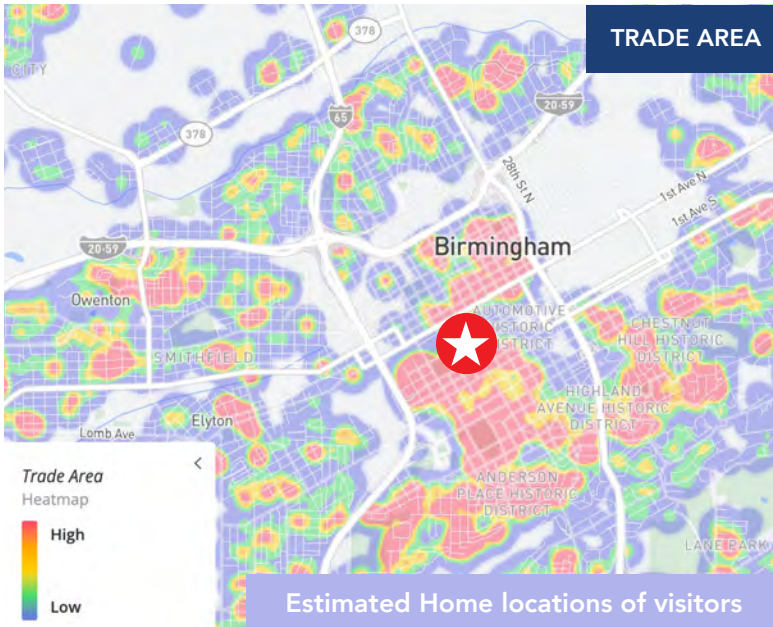 TRADE AREA
378
CITY
65
20-59
378
28th St N
1st Ave N
1st Ave S
20-59
Birmingham
Owenton
AUTOMOTIVE
HISTORIC
DISTRICT
CHESTNUT
HILL HISTORIC
DISTRICT
SMITHFIELD
HIGHLAND
AVENUE HISTORIC
DISTRICT
Elyton
Lomb Ave
ANDERSON
PLACE HISTORIC
DISTRICT
LANE PARK
Trade Area
Heatmap
High
Low
Estimated Home locations of visitors